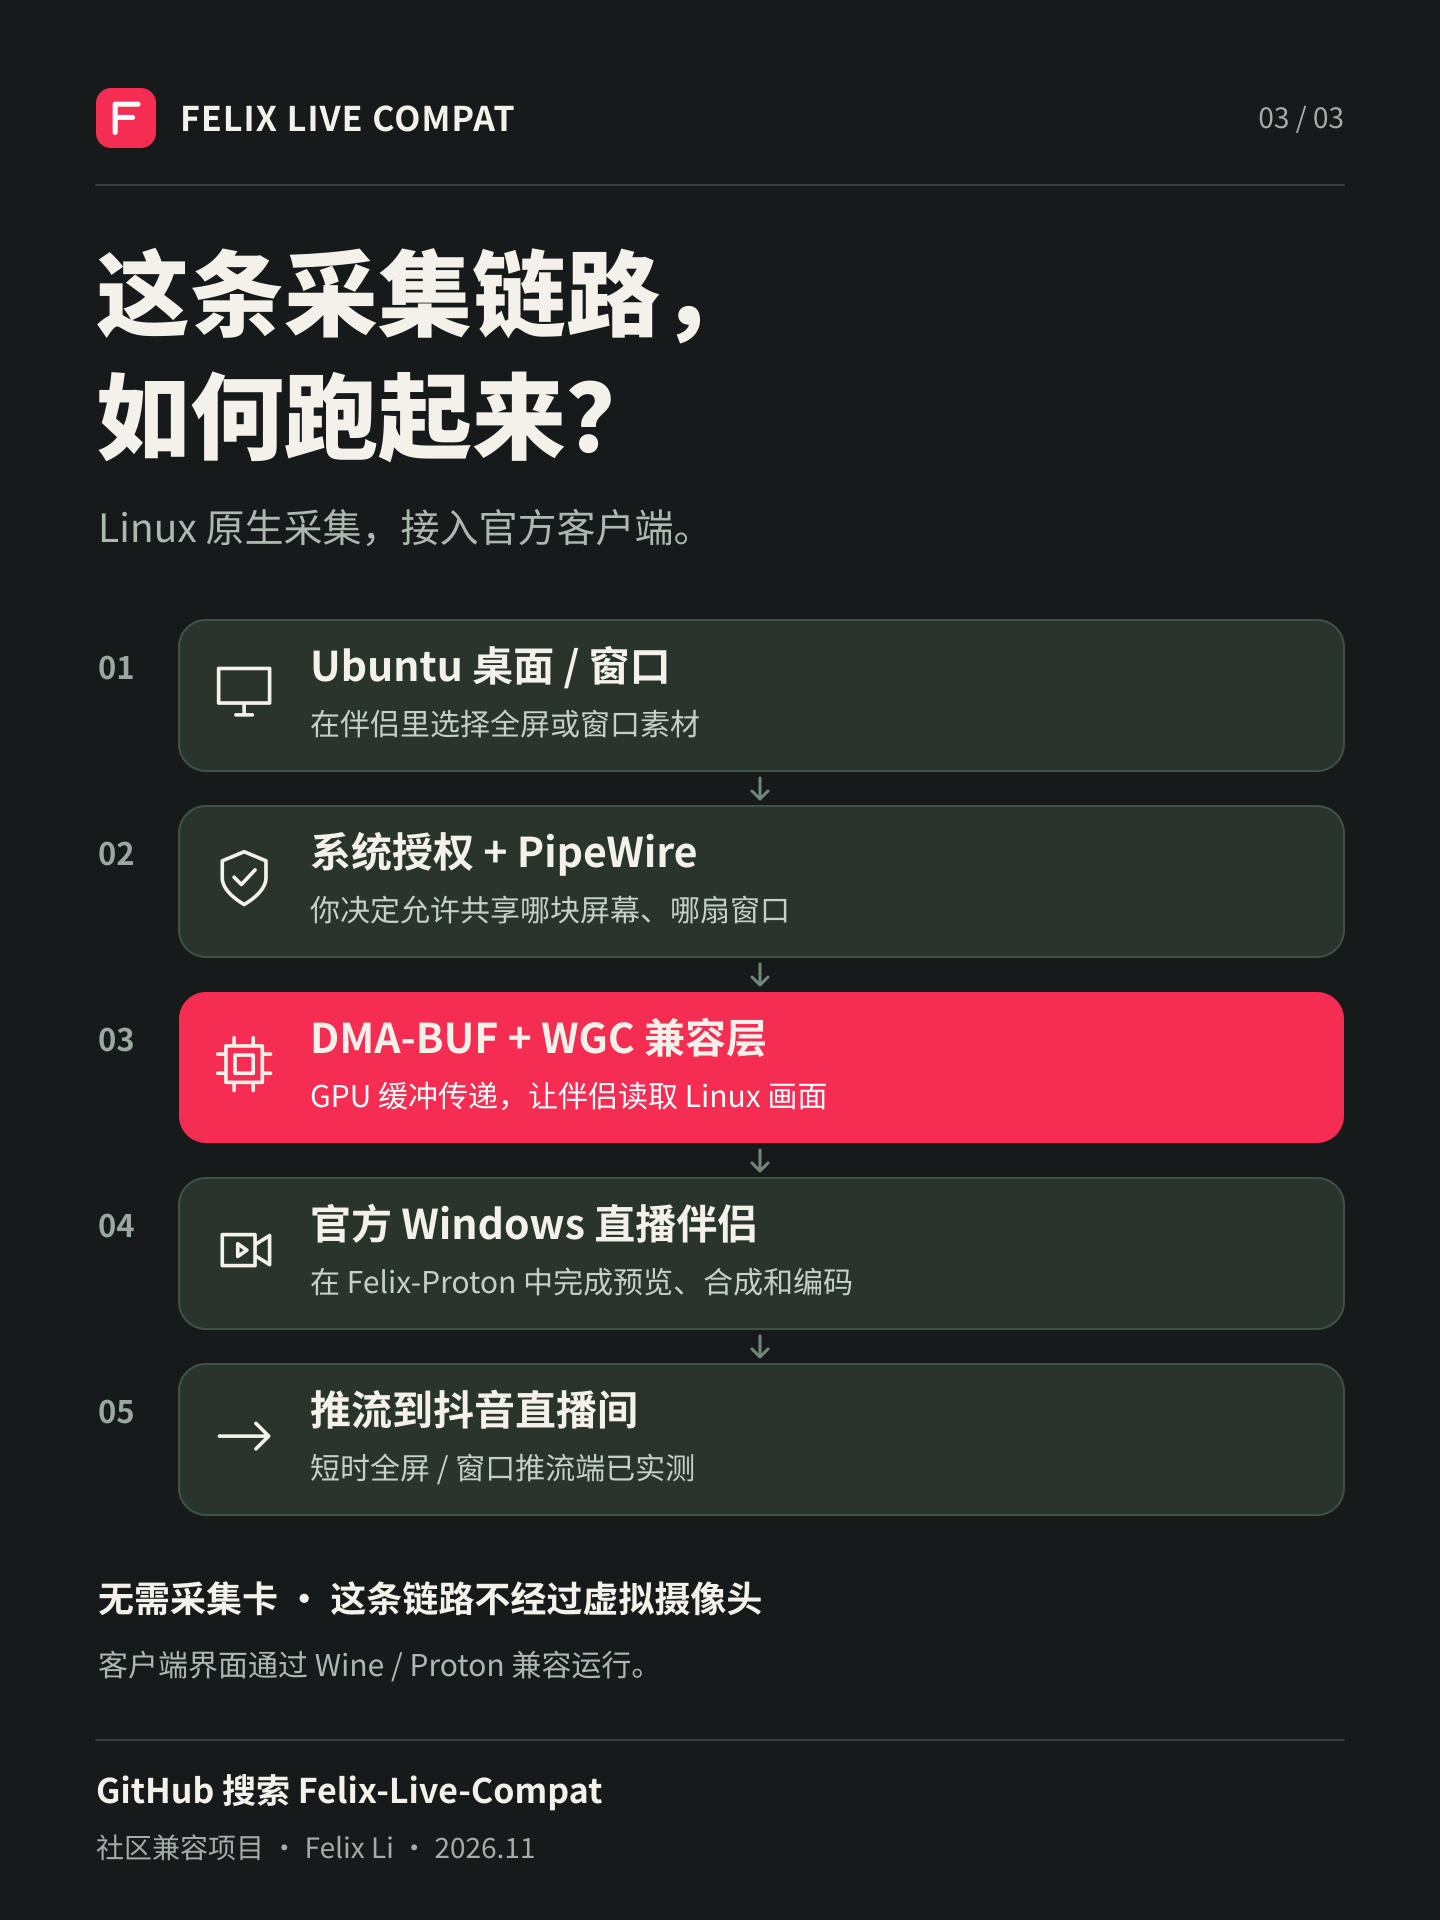 F FELIX LIVE COMPAT
03 / 03
这条采集链路，
如何跑起来？
Linux 原生采集，接入官方客户端。
01
Ubuntu 桌面 / 窗口
在伴侣里选择全屏或窗口素材
02
系统授权 + PipeWire
你决定允许共享哪块屏幕、哪扇窗口
03
DMA-BUF + WGC 兼容层
GPU 缓冲传递，让伴侣读取 Linux 画面
04
官方 Windows 直播伴侣
在 Felix-Proton 中完成预览、合成和编码
05
推流到抖音直播间
短时全屏 / 窗口推流端已实测
无需采集卡 · 这条链路不经过虚拟摄像头
客户端界面通过 Wine / Proton 兼容运行。
GitHub 搜索 Felix-Live-Compat
社区兼容项目 · Felix Li · 2026.11